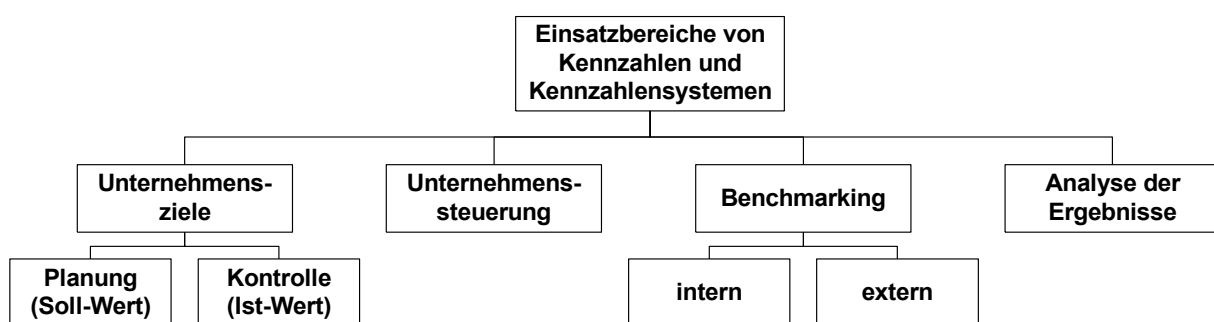 Einsatzbereiche von
Kennzahlen und
Kennzahlensystemen
Unternehmens-
ziele
Unternehmens-
steuerung
Benchmarking
Analyse der
Ergebnisse
Planung
(Soll-Wert)
Kontrolle
(Ist-Wert)
intern
extern